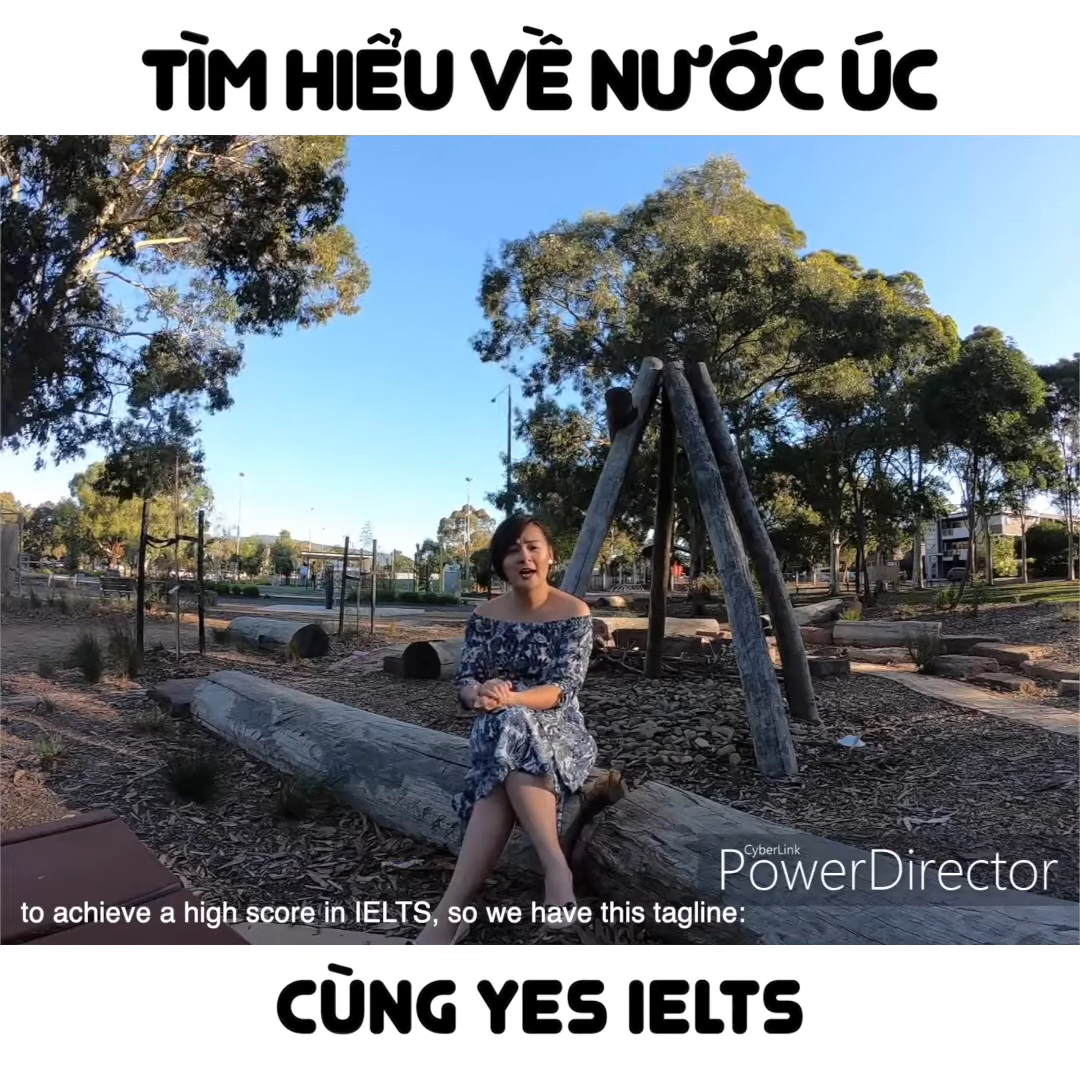 TÌM HIỂU VỀ NƯỚC ÚC
CyberLink
PowerDirector
to achieve a high score in IELTS, so we have this tagline:
CÙNG YES IELTS